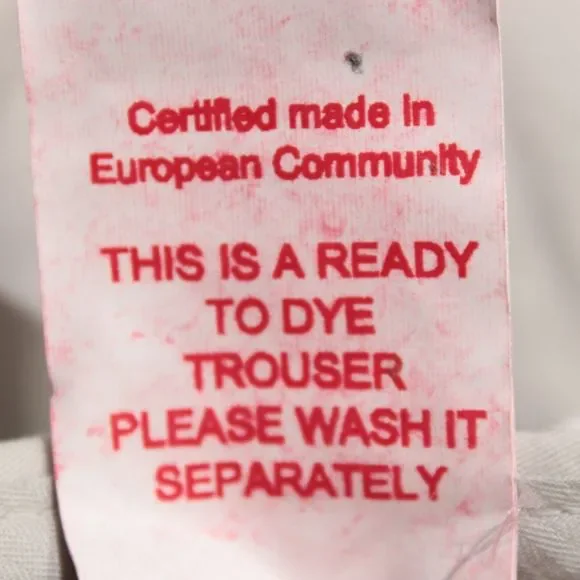 Certified made in
European Community
THIS IS A READY
TO DYE
TROUSER
PLEASE WASH IT
SEPARATELY